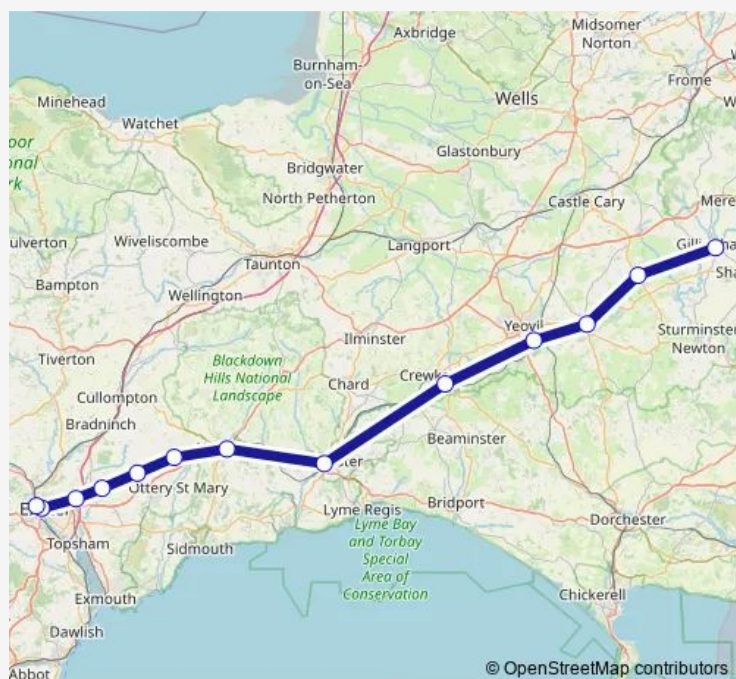 Midsomer
Norton
Axbridge
Burnham-
on-Sea
Frome
Minehead
Wells
Watchet
Glastonbury
Bridgwater
North Petherton
Castle Cary
Mere
Wiveliscombe
Langport
Taunton
Bampton
Wellington
Yeovil
Sturminster
Newton
Ilminster
Tiverton
Blackdown
Hills National
Landscape
Chard
Cullompton
Bradninch
Beaminster
Ottery St Mary
Lyme Regis
Bridport
Dorchester
Topsham
Sidmouth
Lyme Bay
and Torbay
Special
Area of
Conservation
Exmouth
Chickerell
Dawlish
Abbot
© OpenStreetMap contributors